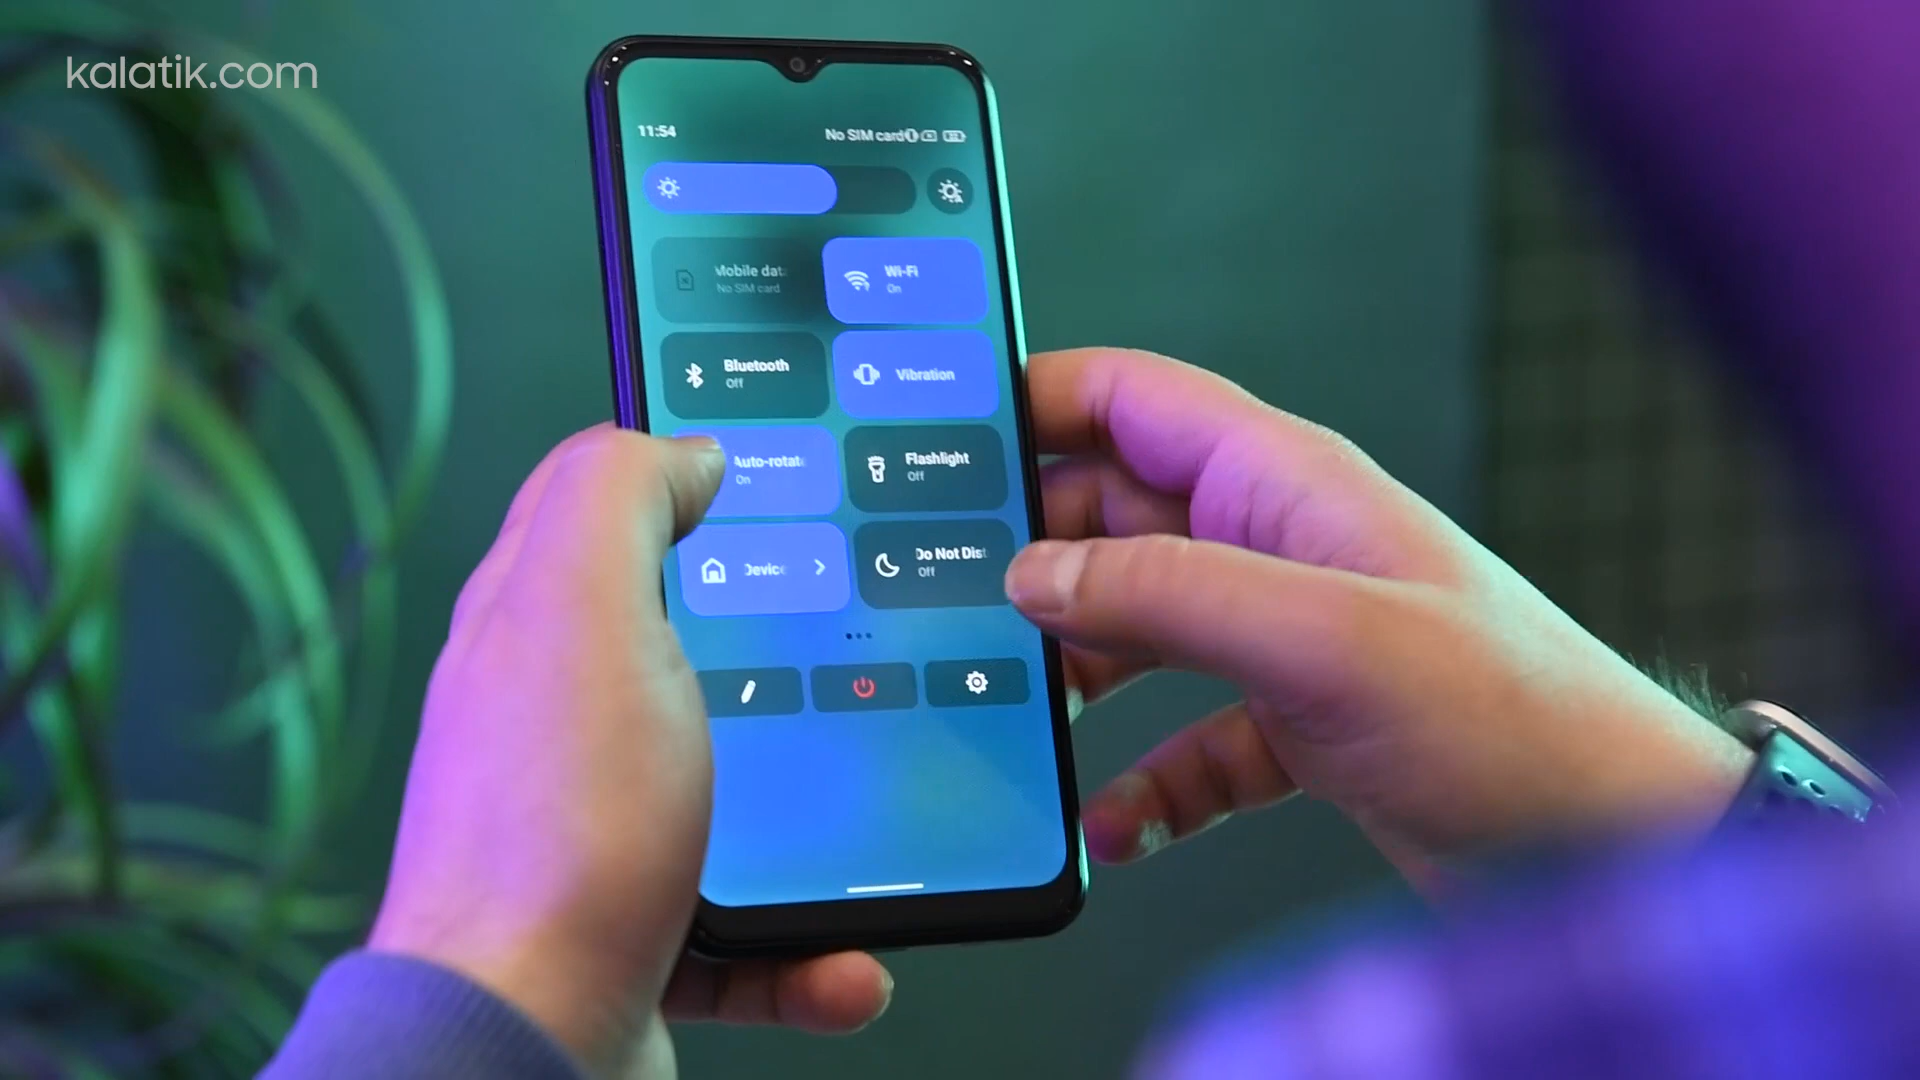 kalatik.com
11:54 No SIM card
Mobile dat
No SIM card
Wi-Fi
On
Bluetooth
Off
Vibration
Auto-rotat
On
Flashlight
Off
Device
Do Not Dist
Off